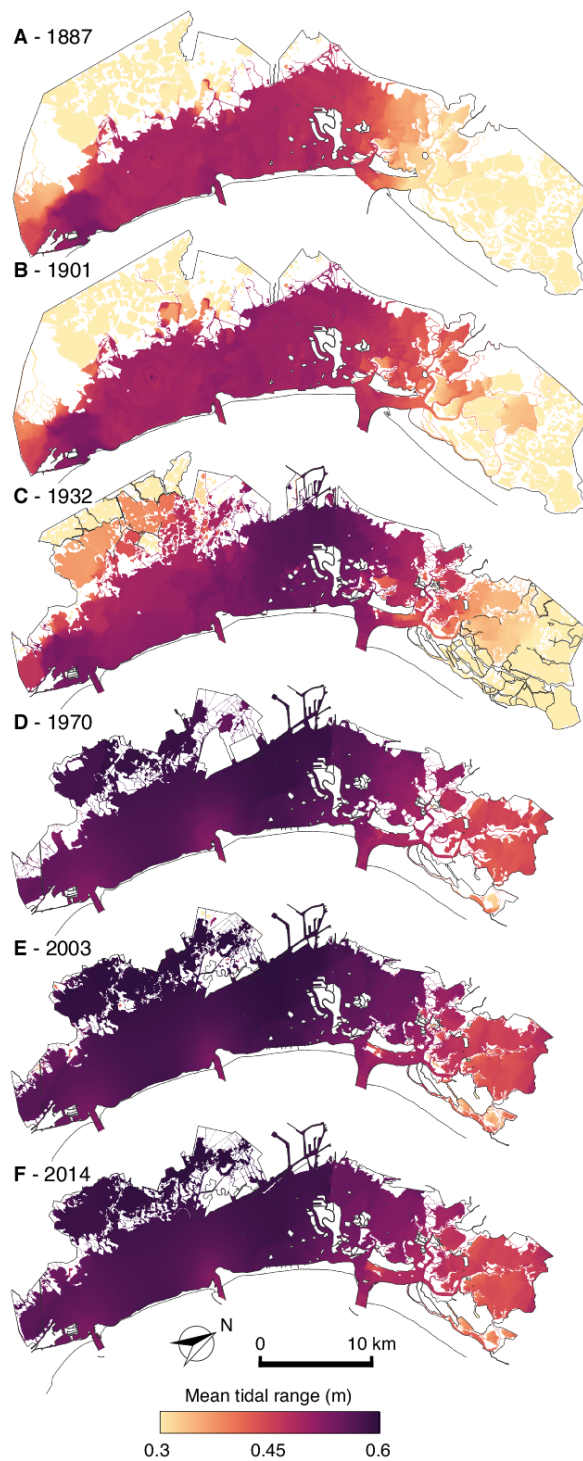 A - 1887
B - 1901
C - 1932
D - 1970
E - 2003
F - 2014
N
0 10 km
Mean tidal range (m)
0.3 0.45 0.6